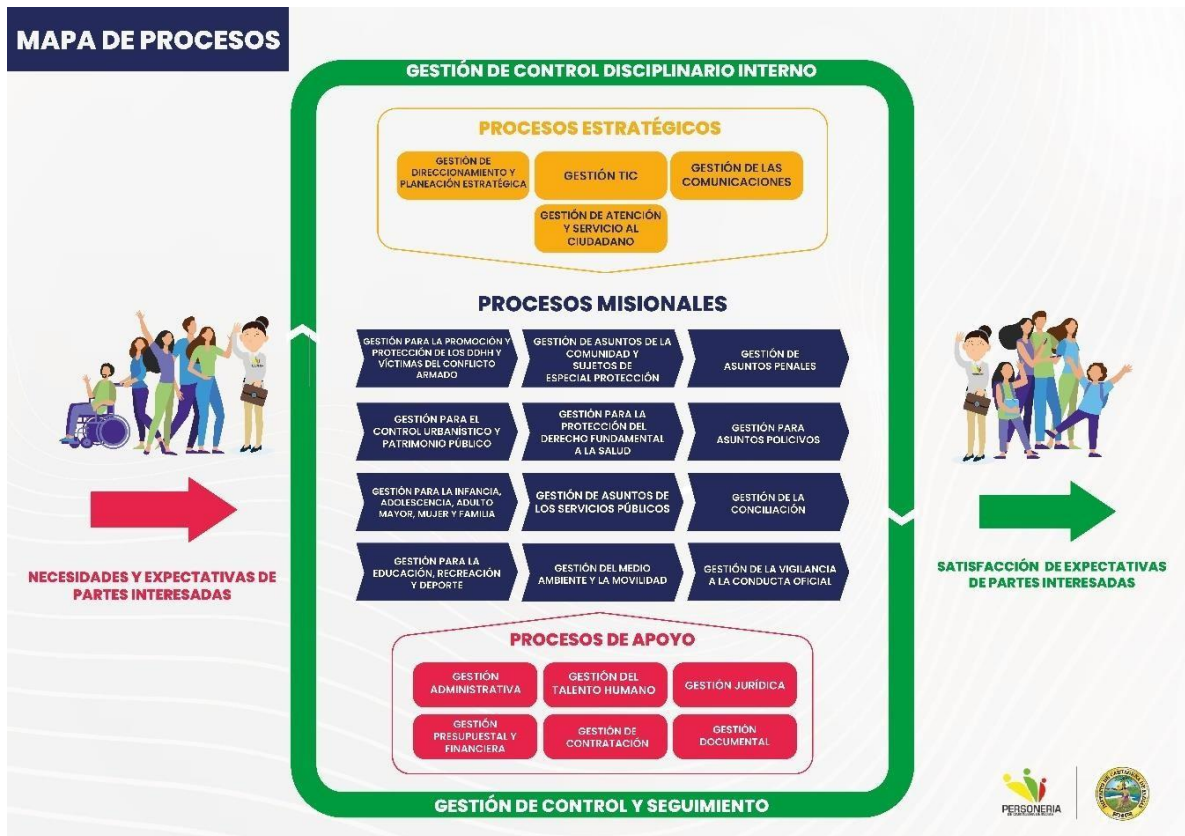 MAPA DE PROCESOS
GESTIÓN DE CONTROL DISCIPLINARIO INTERNO
PROCESOS ESTRATÉGICOS
GESTIÓN DE
DIRECCIONAMIENTO Y
PLANEACIÓN ESTRATÉGICA
GESTIÓN TIC
GESTIÓN DE LAS
COMUNICACIONES
GESTIÓN DE ATENCIÓN
Y SERVICIO AL
CIUDADANO
PROCESOS MISIONALES
GESTIÓN PARA LA PROMOCIÓN Y
PROTECCIÓN DE LOS DDHH Y
VÍCTIMAS DEL CONFLICTO
ARMADO
GESTIÓN DE ASUNTOS DE LA
COMUNIDAD Y
SUJETOS DE
ESPECIAL PROTECCIÓN
GESTIÓN DE
ASUNTOS PENALES
GESTIÓN PARA EL
CONTROL URBANÍSTICO Y
PATRIMONIO PÚBLICO
GESTIÓN PARA LA
PROTECCIÓN DEL
DERECHO FUNDAMENTAL
A LA SALUD
GESTIÓN PARA
ASUNTOS POLICIVOS
GESTIÓN PARA LA INFANCIA,
ADOLESCENCIA, ADULTO
MAYOR, MUJER Y FAMILIA
GESTIÓN DE ASUNTOS DE
LOS SERVICIOS PÚBLICOS
GESTIÓN DE LA
CONCILIACIÓN
GESTIÓN PARA LA
EDUCACIÓN, RECREACIÓN
Y DEPORTE
GESTIÓN DEL MEDIO
AMBIENTE Y LA MOVILIDAD
GESTIÓN DE LA VIGILANCIA
A LA CONDUCTA OFICIAL
NECESIDADES Y EXPECTATIVAS DE
PARTES INTERESADAS
SATISFACCIÓN DE EXPECTATIVAS
DE PARTES INTERESADAS
PROCESOS DE APOYO
GESTIÓN
ADMINISTRATIVA
GESTIÓN DEL
TALENTO HUMANO
GESTIÓN JURÍDICA
GESTIÓN
PRESUPUESTAL Y
FINANCIERA
GESTIÓN DE
CONTRATACIÓN
GESTIÓN
DOCUMENTAL
GESTIÓN DE CONTROL Y SEGUIMIENTO
PERSONERIA